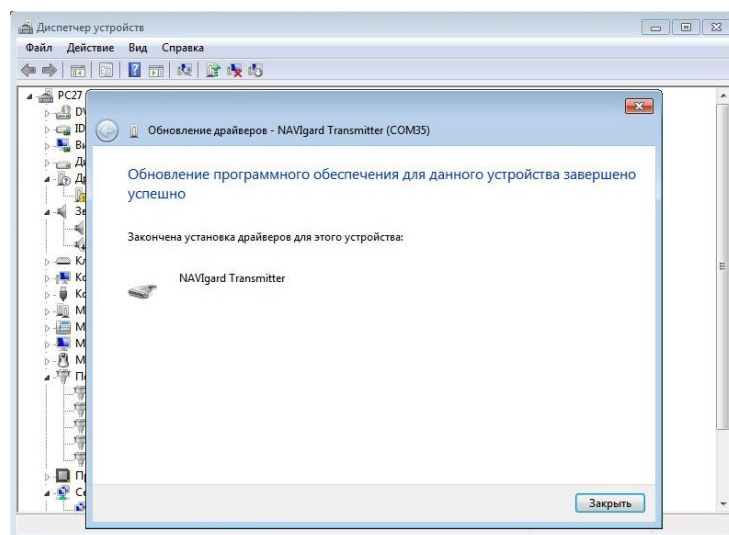 Диспетчер устройств
Файл Действие Вид Справка
PC27
Обновление драйверов - NAVIgard Transmitter (COM35)
Обновление программного обеспечения для данного устройства завершено
успешно
Закончена установка драйверов для этого устройства:
NAVIgard Transmitter
Закрыть